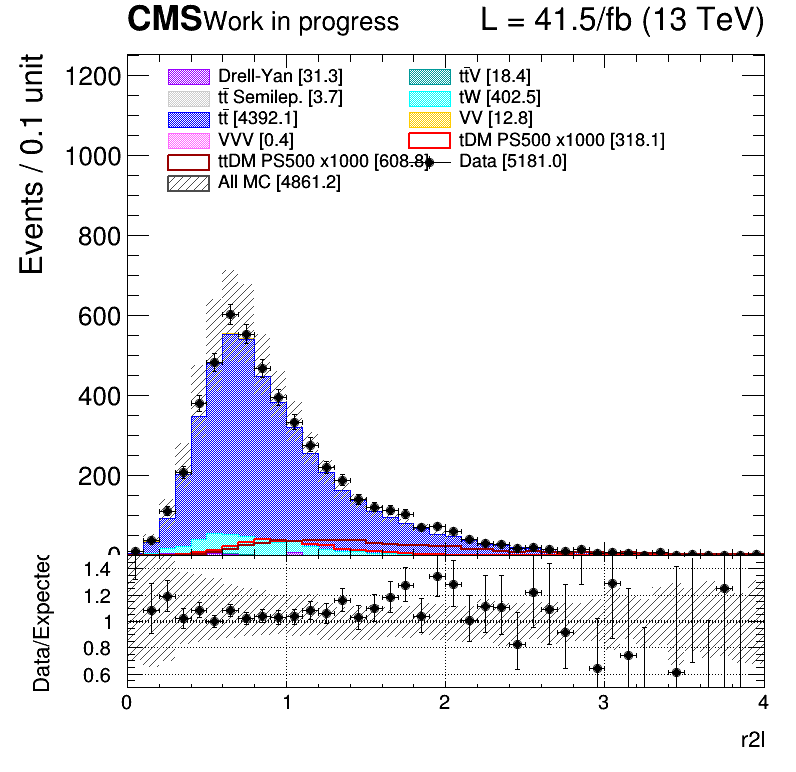 CMS Work in progress L = 41.5/fb (13 TeV)
Events / 0.1 unit
1200
1000
800
600
400
200
0
Drell-Yan [31.3]
tt̄ Semilep. [3.7]
tt̄ [4392.1]
VVV [0.4]
ttDM PS500 x1000 [608.8]
All MC [4861.2]
tt̄V [18.4]
tW [402.5]
VV [12.8]
tDM PS500 x1000 [318.1]
Data [5181.0]
Data/Expected
1.4
1.2
1
0.8
0.6
0 1 2 3 4
r2l